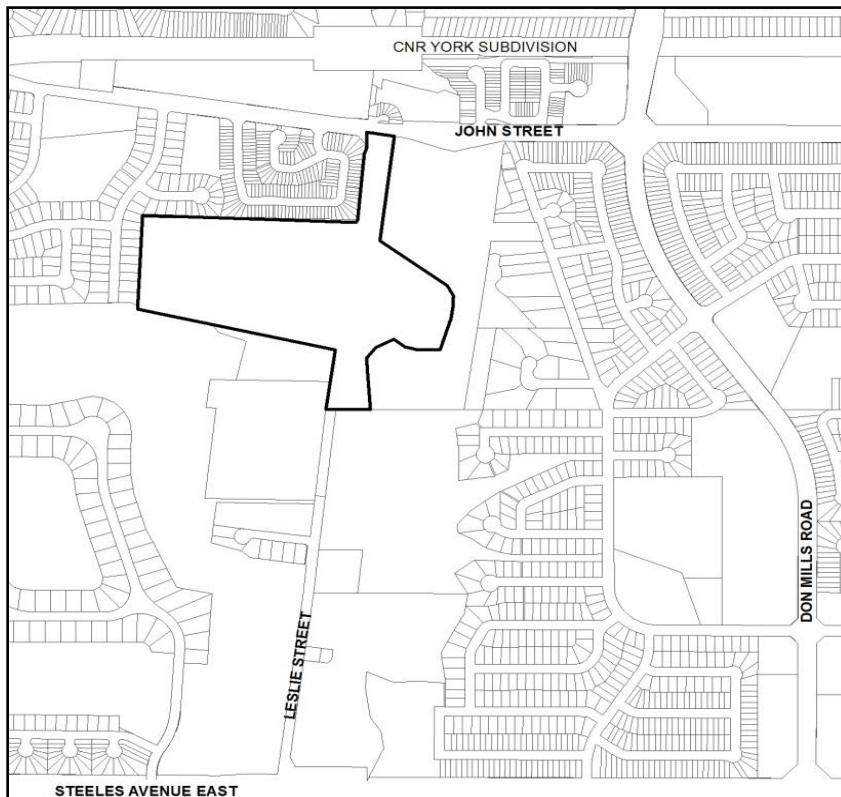 CNR YORK SUBDIVISION
JOHN STREET
DON MILLS ROAD
LESLIE STREET
STEELES AVENUE EAST